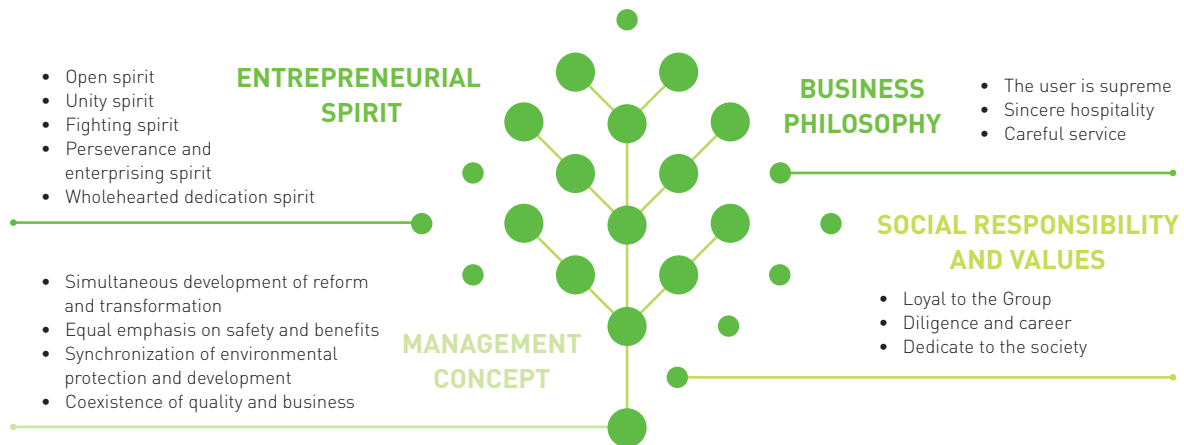 ENTREPRENEURIAL
SPIRIT
• Open spirit
• Unity spirit
• Fighting spirit
• Perseverance and
enterprising spirit
• Wholehearted dedication spirit
BUSINESS
PHILOSOPHY
• The user is supreme
• Sincere hospitality
• Careful service
MANAGEMENT
CONCEPT
• Simultaneous development of reform
and transformation
• Equal emphasis on safety and benefits
• Synchronization of environmental
protection and development
• Coexistence of quality and business
SOCIAL RESPONSIBILITY
AND VALUES
• Loyal to the Group
• Diligence and career
• Dedicate to the society